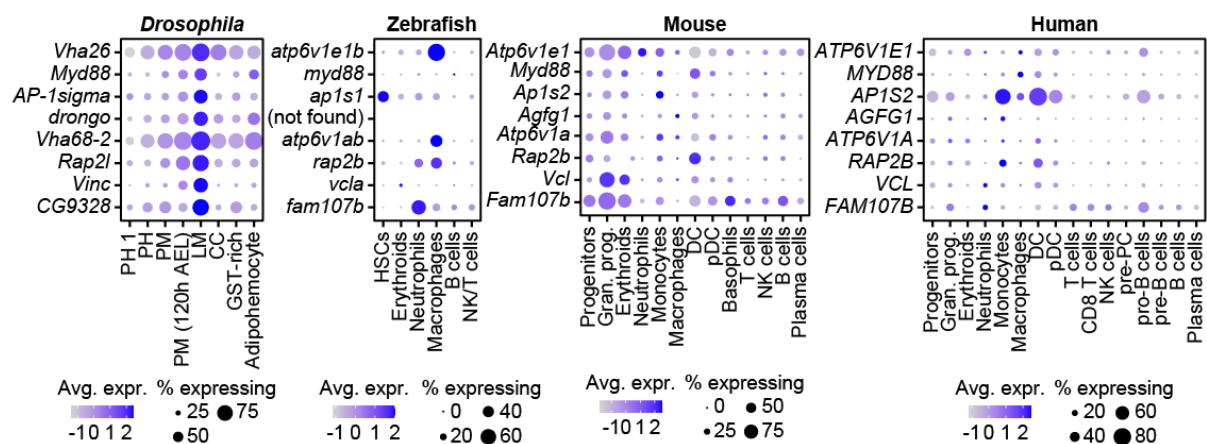 Drosophila
Vha26
Myd88
AP-1sigma
drongo
Vha68-2
Rap2l
Vinc
CG9328
PH 1
PH
PM
PM (120h AEL)
LM
CC
GST-rich
Adipohemocyte
Avg. expr.
-1 0 1 2
% expressing
25
50
75
Zebrafish
atp6v1e1b
myd88
ap1s1
(not found)
atp6v1ab
rap2b
vcla
fam107b
HSCs
Erythroids
Neutrophils
Macrophages
B cells
NK/T cells
Avg. expr.
-1 0 1 2
% expressing
0
20
40
60
Mouse
Atp6v1e1
Myd88
Ap1s2
Agfg1
Atp6v1a
Rap2b
Vcl
Fam107b
Progenitors
Gran. prog.
Erythroids
Neutrophils
Monocytes
Macrophages
DC
pDC
Basophils
T cells
NK cells
B cells
Plasma cells
Avg. expr.
-1 0 1 2
% expressing
0
25
50
75
Human
ATP6V1E1
MYD88
AP1S2
AGFG1
ATP6V1A
RAP2B
VCL
FAM107B
Progenitors
Gran. prog.
Erythroids
Neutrophils
Monocytes
Macrophages
DC
pDC
T cells
CD8 T cells
NK cells
pre-PC
pro-B cells
pre-B cells
B cells
Plasma cells
Avg. expr.
-1 0 1 2
% expressing
20
40
60
80